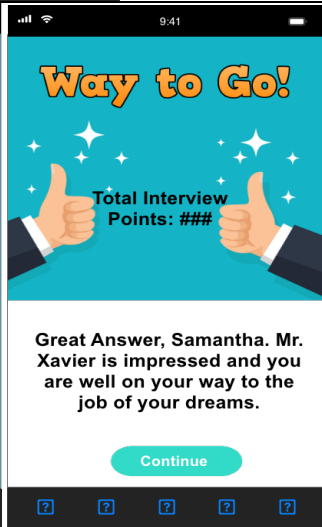 9:41
Way to Go!
Total Interview
Points: ###
Great Answer, Samantha. Mr.
Xavier is impressed and you
are well on your way to the
job of your dreams.
Continue
? ? ? ? ?